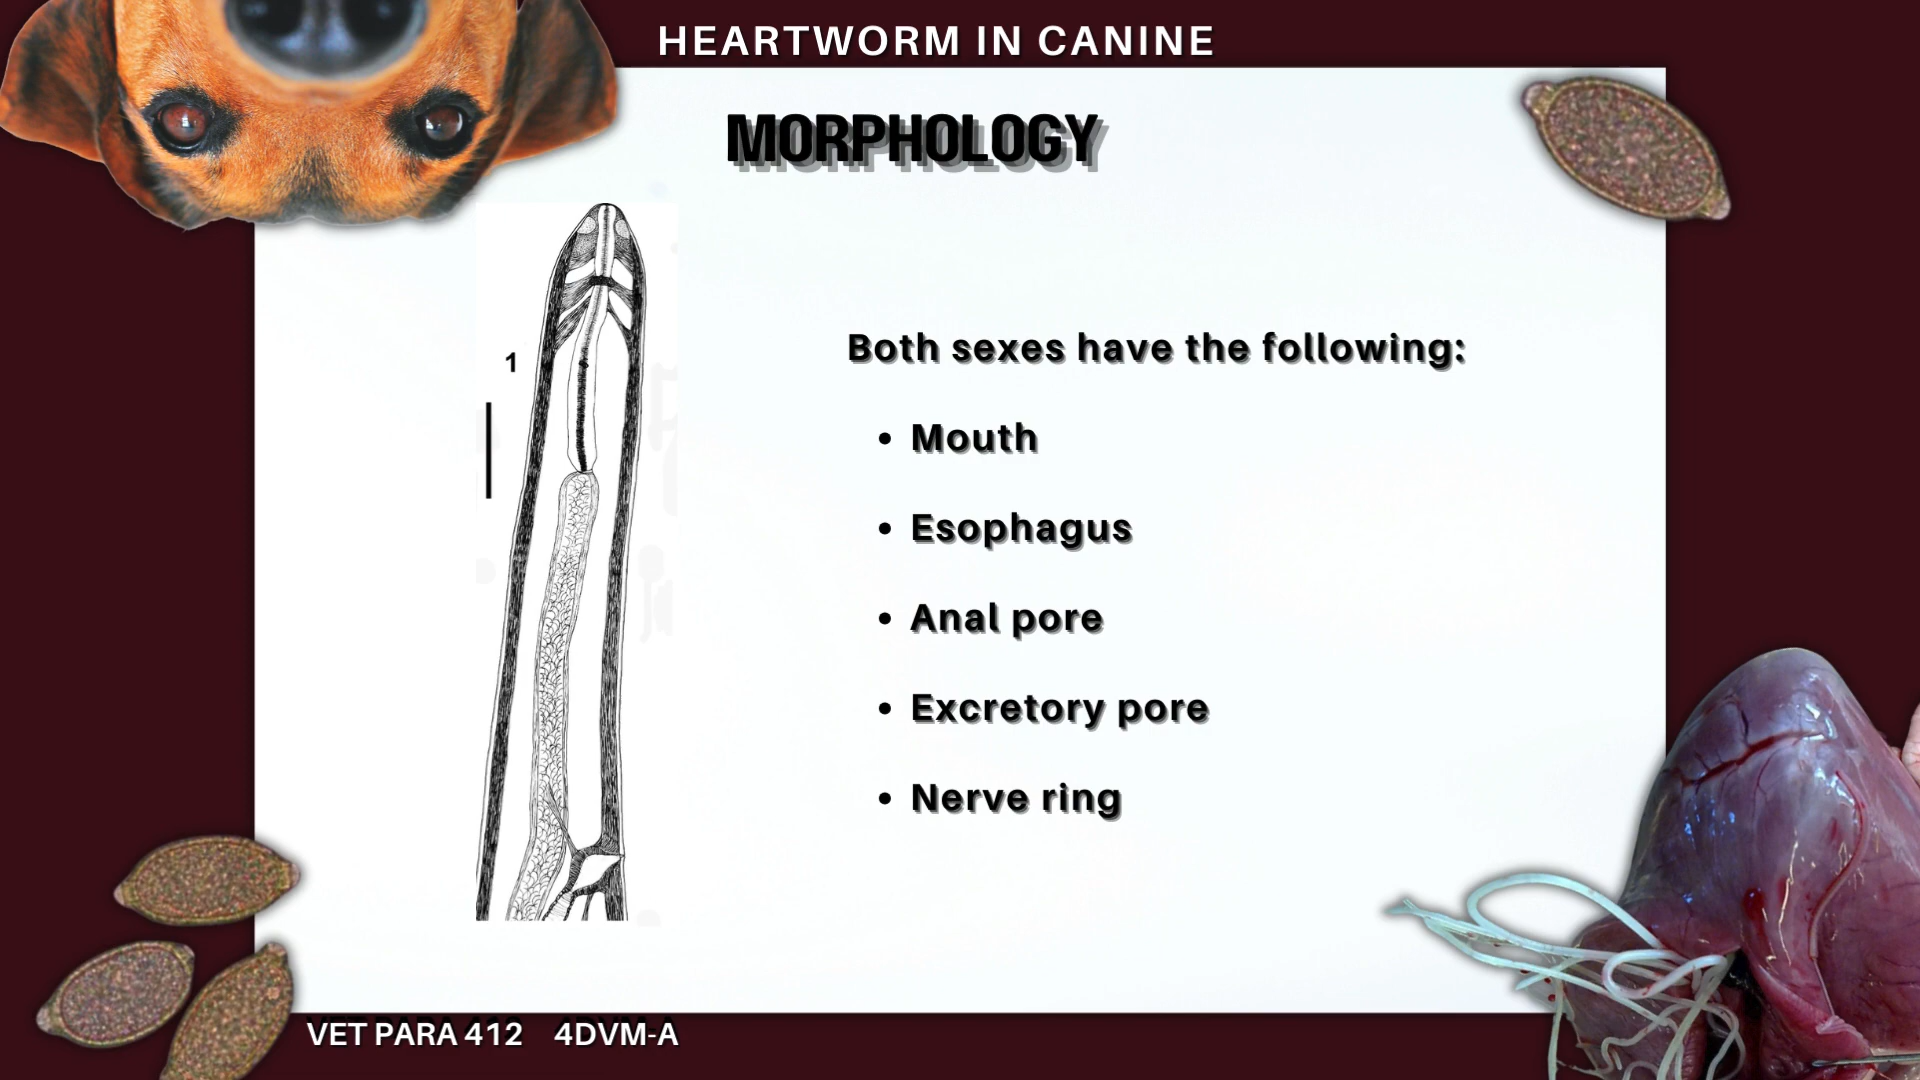 HEARTWORM IN CANINE
MORPHOLOGY
1
Both sexes have the following:
• Mouth
• Esophagus
• Anal pore
• Excretory pore
• Nerve ring
VET PARA 412 4DVM-A